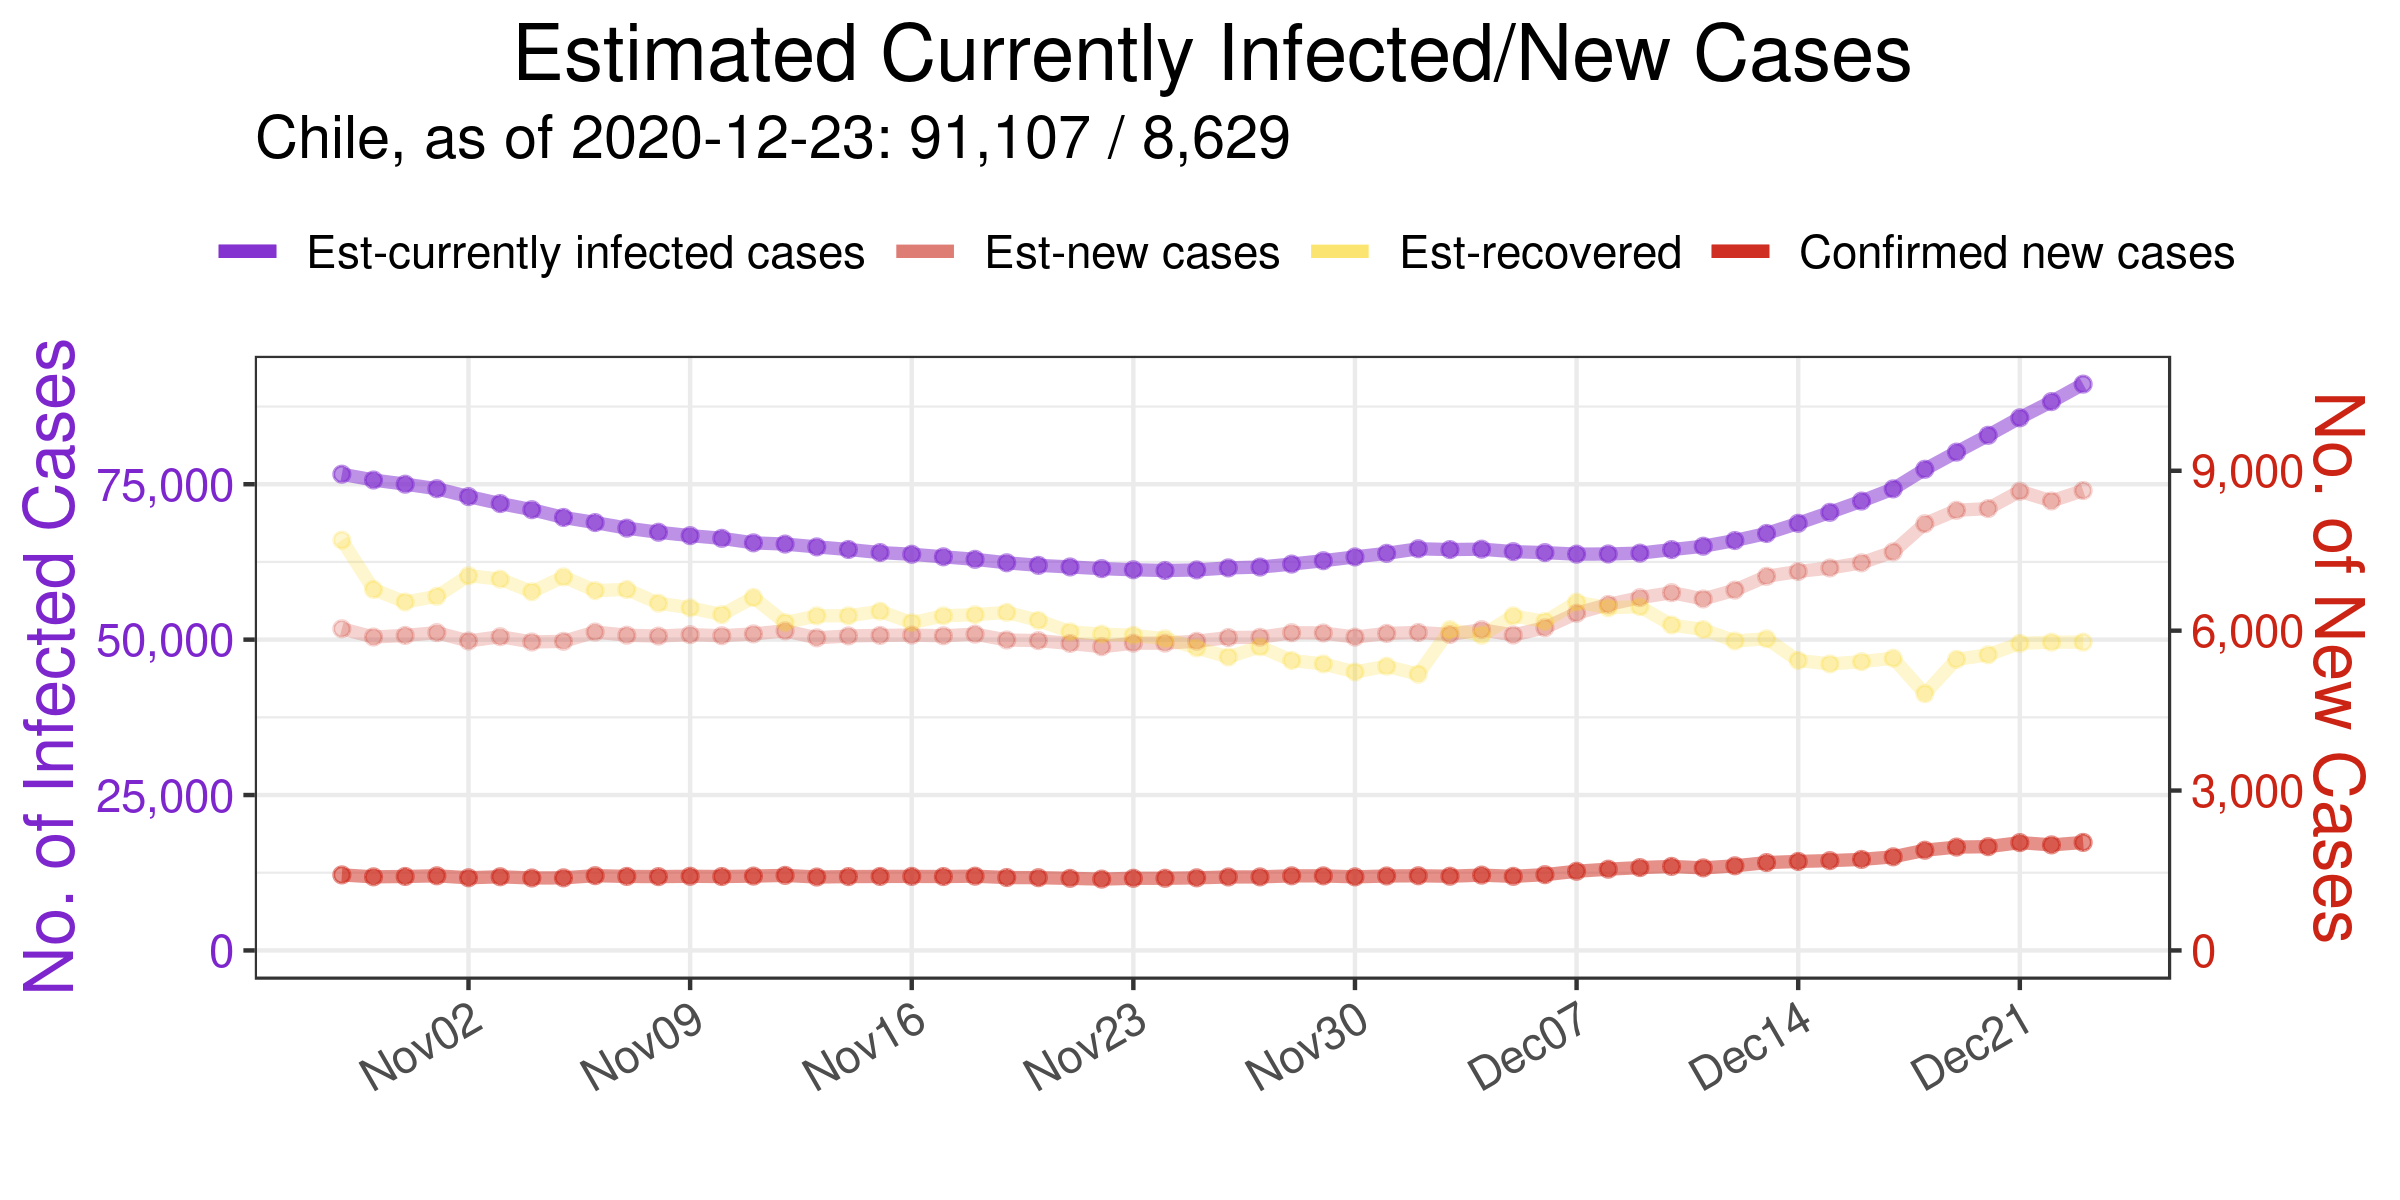 Estimated Currently Infected/New Cases
Chile, as of 2020-12-23: 91,107 / 8,629
Est-currently infected cases Est-new cases Est-recovered Confirmed new cases
No. of Infected Cases
75,000
50,000
25,000
0
9,000
6,000
3,000
0
No. of New Cases
Nov02 Nov09 Nov16 Nov23 Nov30 Dec07 Dec14 Dec21